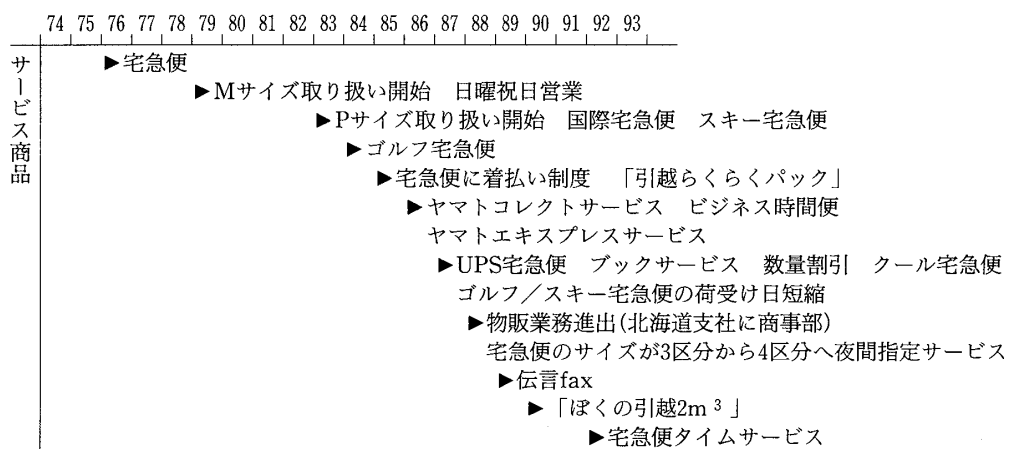 74 75 76 77 78 79 80 81 82 83 84 85 86 87 88 89 90 91 92 93
サービス商品
▶宅急便
▶Mサイズ取り扱い開始　日曜祝日営業
▶Pサイズ取り扱い開始　国際宅急便　スキー宅急便
▶ゴルフ宅急便
▶宅急便に着払い制度　「引越らくらくパック」
▶ヤマトコレクトサービス　ビジネス時間便
ヤマトエキスプレスサービス
▶UPS宅急便　ブックサービス　数量割引　クール宅急便
ゴルフ／スキー宅急便の荷受け日短縮
▶物販業務進出(北海道支社に商事部)
宅急便のサイズが3区分から4区分へ夜間指定サービス
▶伝言fax
▶「ぼくの引越2m³」
▶宅急便タイムサービス